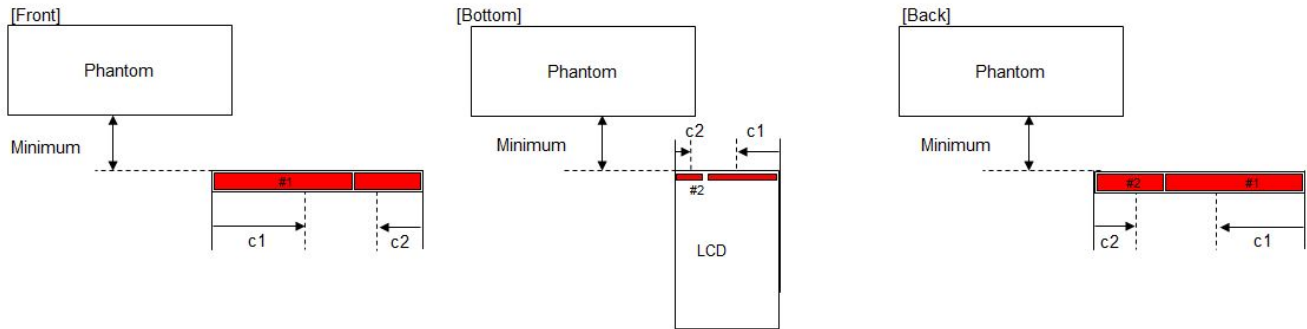 [Front]
Phantom
Minimum
#1
c1
c2
[Bottom]
Phantom
Minimum
c2
c1
#2
LCD
[Back]
Phantom
Minimum
#2
#1
c2
c1